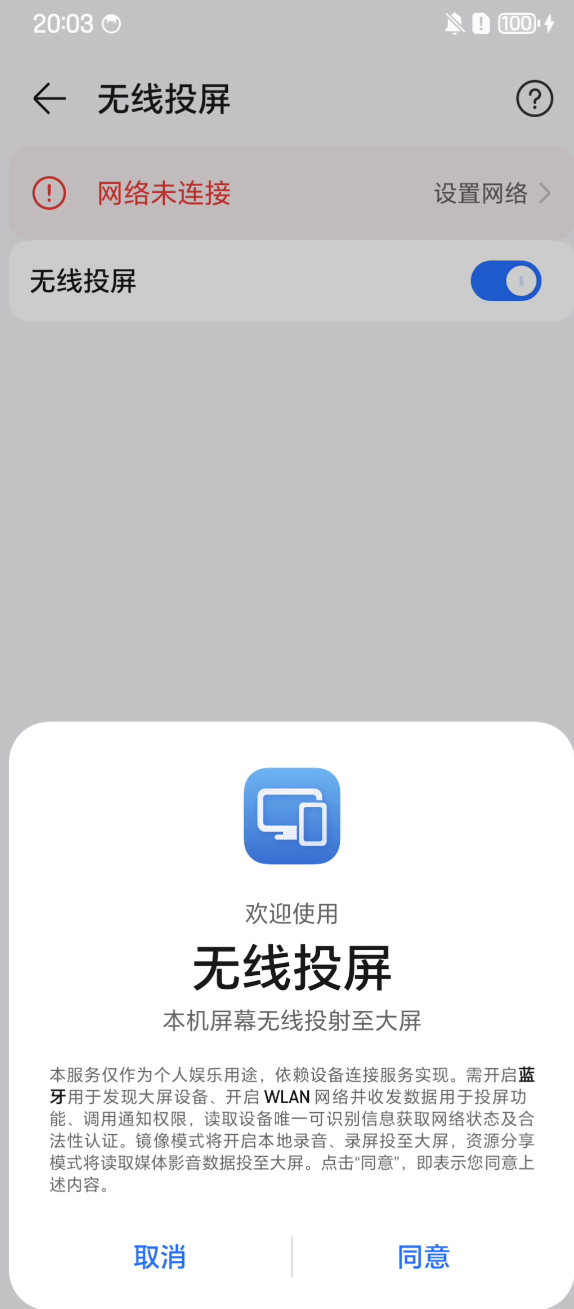 20:03
100
无线投屏
网络未连接 设置网络
无线投屏
欢迎使用
无线投屏
本机屏幕无线投射至大屏
本服务仅作为个人娱乐用途，依赖设备连接服务实现。需开启蓝
牙用于发现大屏设备、开启 WLAN 网络并收发数据用于投屏功
能、调用通知权限，读取设备唯一可识别信息获取网络状态及合
法性认证。镜像模式将开启本地录音、录屏投至大屏，资源分享
模式将读取媒体影音数据投至大屏。点击“同意”，即表示您同意上
述内容。
取消 同意